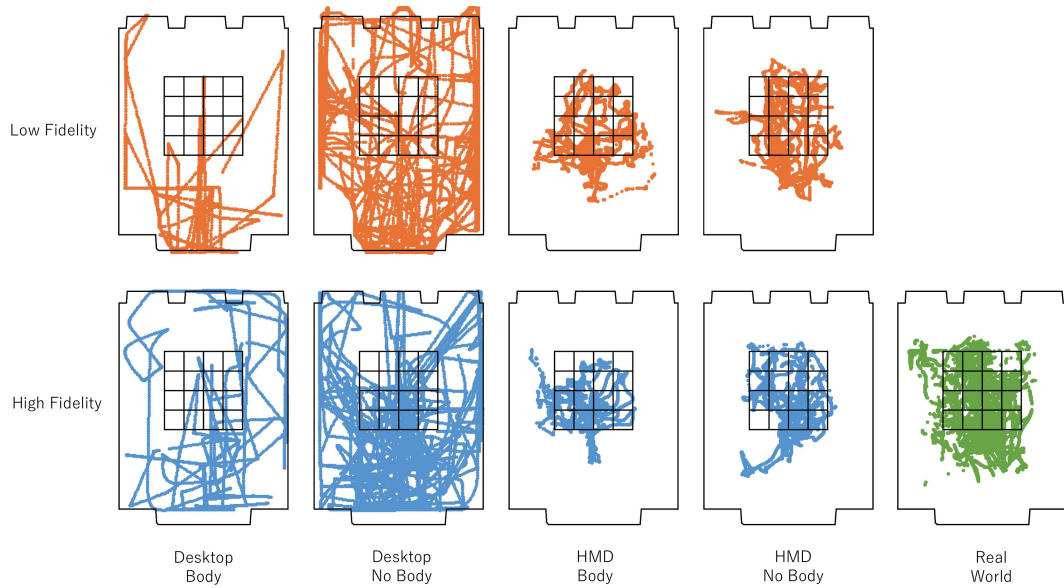 Low Fidelity
High Fidelity
Desktop
Body
Desktop
No Body
HMD
Body
HMD
No Body
Real
World